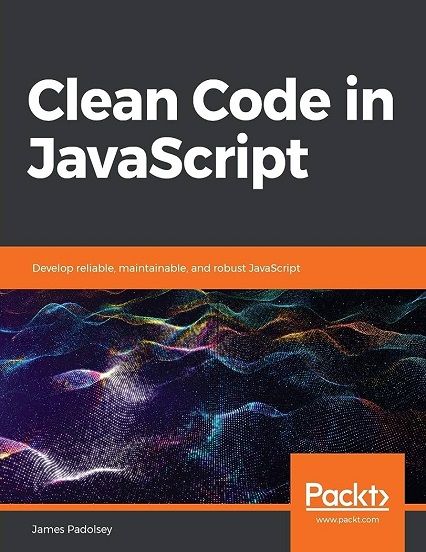 Clean Code in
JavaScript
Develop reliable, maintainable, and robust JavaScript
Packt>
www.packt.com
James Padolsey